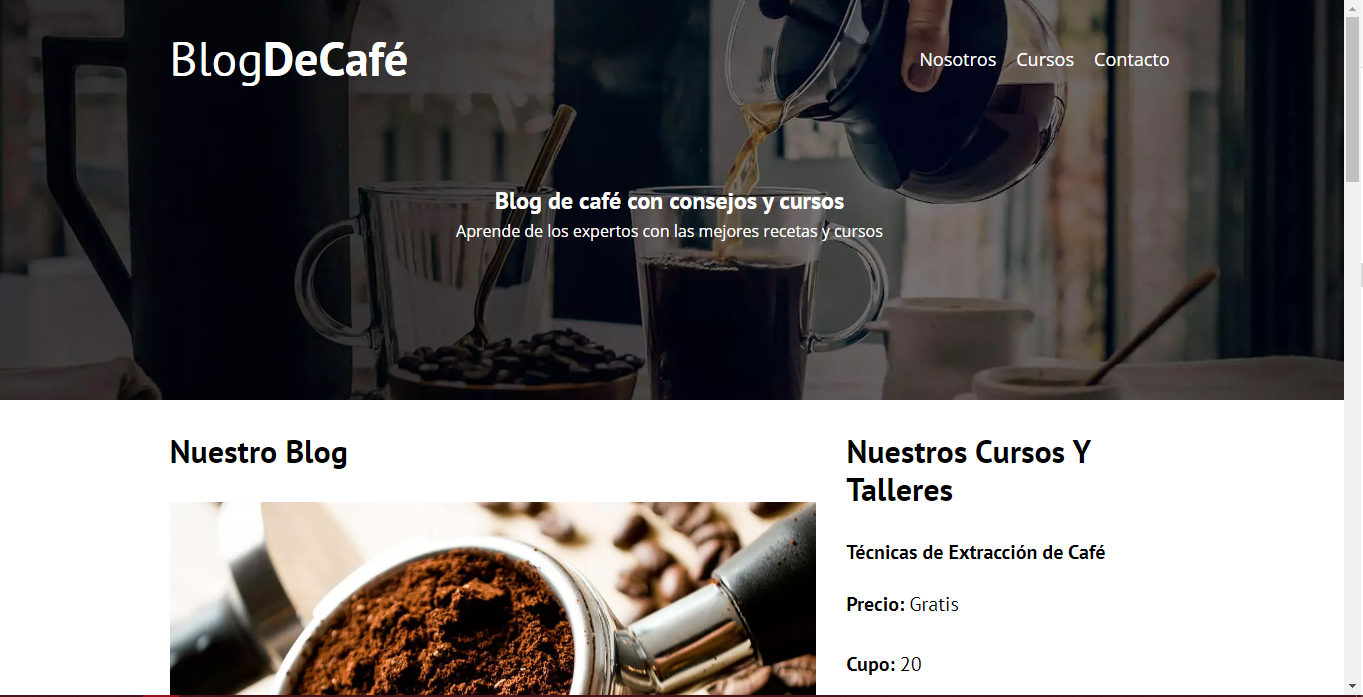 BlogDeCafé
Nosotros Cursos Contacto
Blog de café con consejos y cursos
Aprende de los expertos con las mejores recetas y cursos
Nuestro Blog
Nuestros Cursos Y
Talleres
Técnicas de Extracción de Café
Precio: Gratis
Cupo: 20